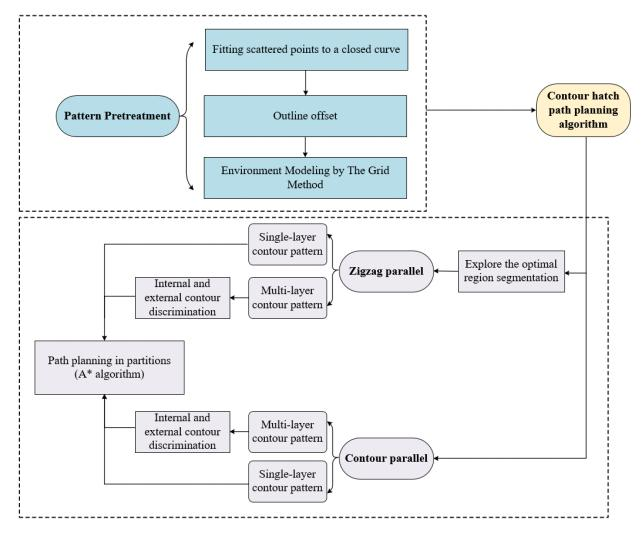 Fitting scattered points to a closed curve
Pattern Pretreatment
Outline offset
Environment Modeling by The Grid
Method
Contour hatch
path planning
algorithm
Single-layer
contour pattern
Zigzag parallel
Explore the optimal
region segmentation
Internal and
external contour
discrimination
Multi-layer
contour pattern
Path planning in partitions
(A* algorithm)
Internal and
external contour
discrimination
Multi-layer
contour pattern
Contour parallel
Single-layer
contour pattern